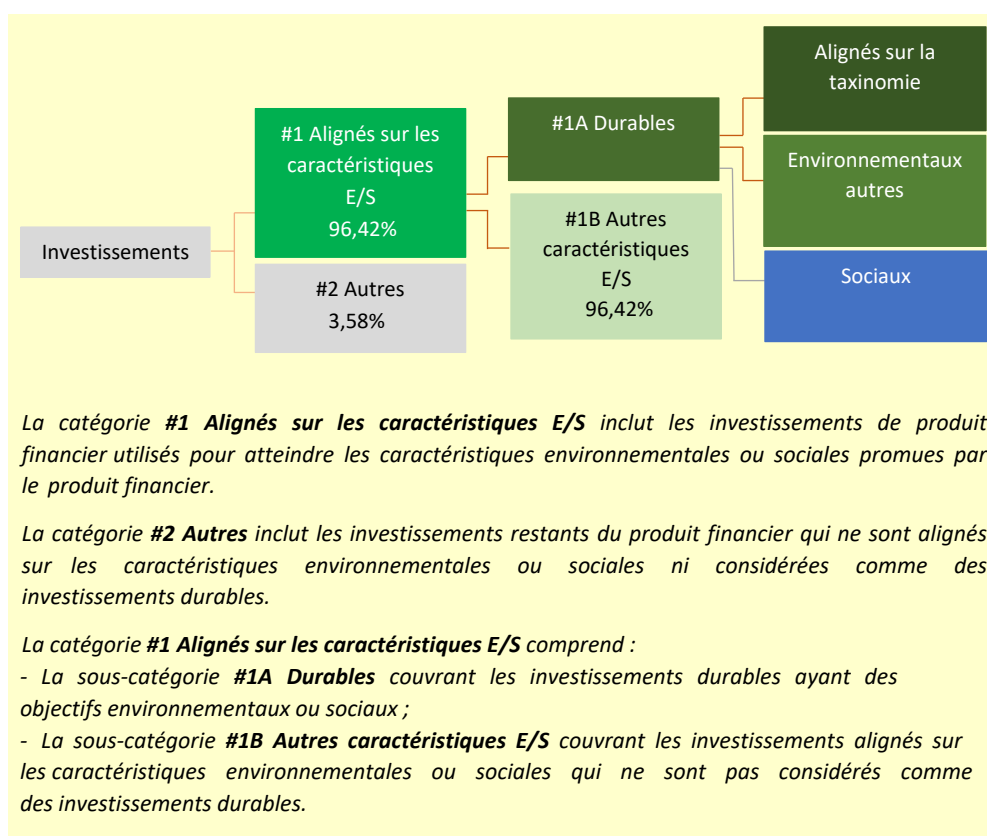 Investissements
#1 Alignés sur les
caractéristiques
E/S
96,42%
#2 Autres
3,58%
#1A Durables
#1B Autres
caractéristiques
E/S
96,42%
Alignés sur la
taxinomie
Environnementaux
autres
Sociaux
La catégorie #1 Alignés sur les caractéristiques E/S inclut les investissements de produit
financier utilisés pour atteindre les caractéristiques environnementales ou sociales promues par
le produit financier.
La catégorie #2 Autres inclut les investissements restants du produit financier qui ne sont alignés
sur les caractéristiques environnementales ou sociales ni considérées comme des
investissements durables.
La catégorie #1 Alignés sur les caractéristiques E/S comprend :
- La sous-catégorie #1A Durables couvrant les investissements durables ayant des
objectifs environnementaux ou sociaux ;
- La sous-catégorie #1B Autres caractéristiques E/S couvrant les investissements alignés sur
les caractéristiques environnementales ou sociales qui ne sont pas considérés comme
des investissements durables.